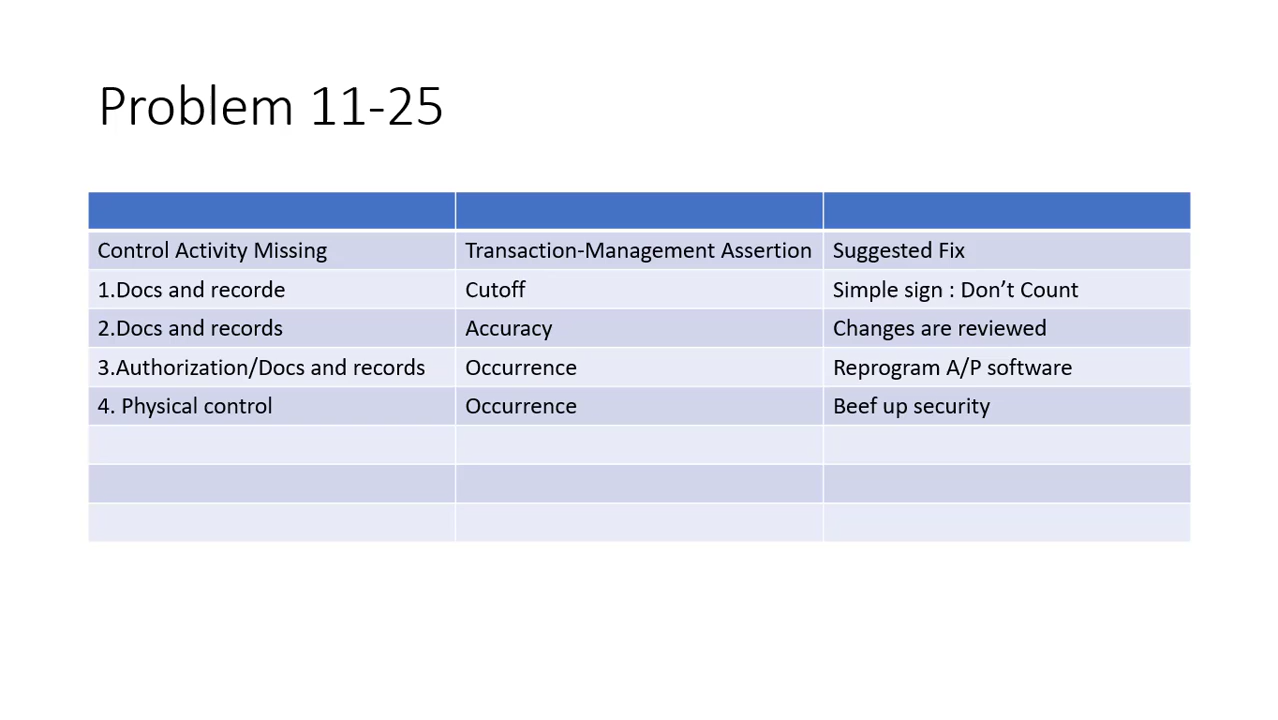 Problem 11-25
Control Activity Missing Transaction-Management Assertion Suggested Fix
1.Docs and recorde Cutoff Simple sign : Don’t Count
2.Docs and records Accuracy Changes are reviewed
3.Authorization/Docs and records Occurrence Reprogram A/P software
4. Physical control Occurrence Beef up security